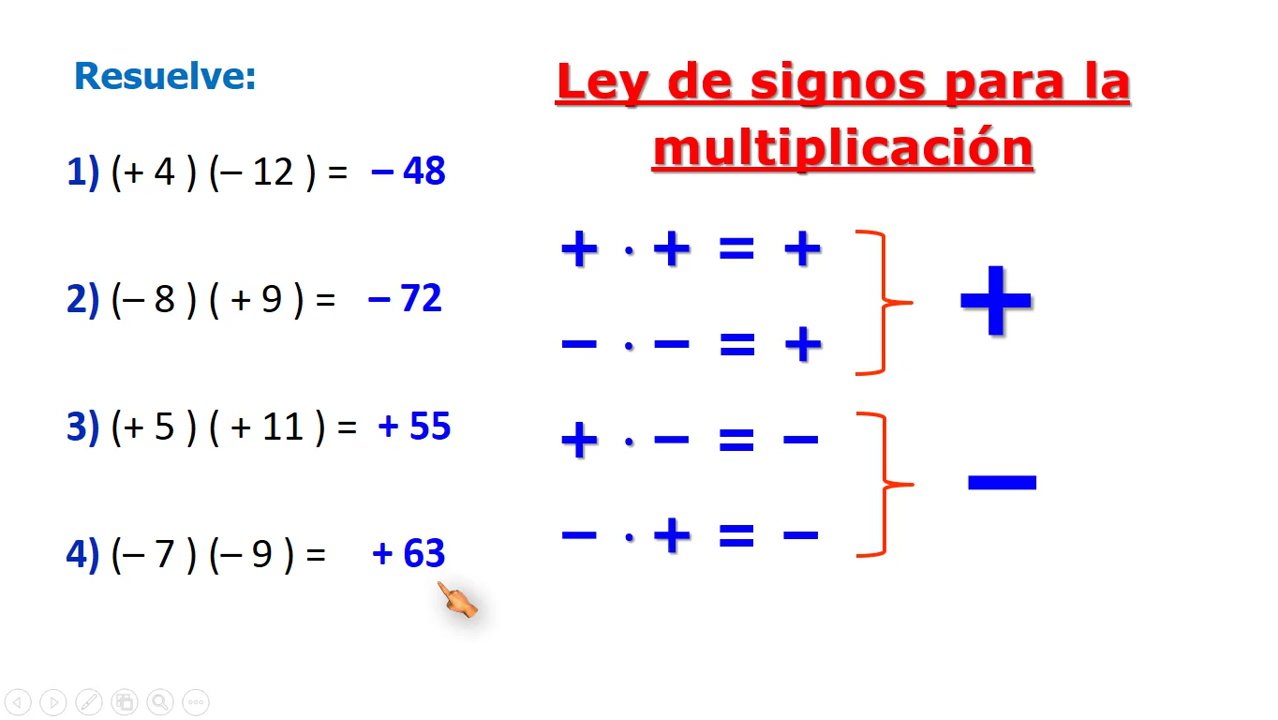 Resuelve:
1) (+ 4 ) (– 12 ) = – 48
2) (– 8 ) ( + 9 ) = – 72
3) (+ 5 ) ( + 11 ) = + 55
4) (– 7 ) (– 9 ) = + 63
Ley de signos para la
multiplicación
+ · + = +
– · – = +
+
+ · – = –
– · + = –
–